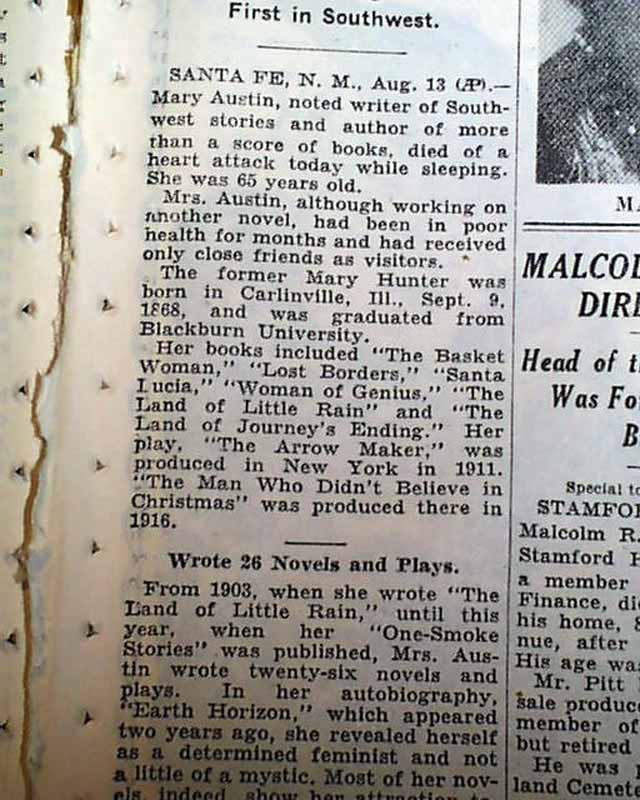 First in Southwest.
SANTA FE, N. M., Aug. 13 (AP).—
Mary Austin, noted writer of South-
west stories and author of more
than a score of books, died of a
heart attack today while sleeping.
She was 65 years old.
Mrs. Austin, although working on
another novel, had been in poor
health for months and had received
only close friends as visitors.
The former Mary Hunter was
born in Carlinville, Ill., Sept. 9,
1868, and was graduated from
Blackburn University.
Her books included "The Basket
Woman," "Lost Borders," "Santa
Lucia," "Woman of Genius," "The
Land of Little Rain" and "The
Land of Journey's Ending." Her
play, "The Arrow Maker," was
produced in New York in 1911.
"The Man Who Didn't Believe in
Christmas" was produced there in
1916.
Wrote 26 Novels and Plays.
From 1903, when she wrote "The
Land of Little Rain," until this
year, when her "One-Smoke
Stories" was published, Mrs. Aus-
tin wrote twenty-six novels and
plays. In her autobiography,
"Earth Horizon," which appeared
two years ago, she revealed herself
as a determined feminist and not
a little of a mystic. Most of her nov-
els, indeed, show her attraction
MALCOL
DIRE
Head of
Was Fo
Special to
STAMFOR
Malcolm R.
Stamford H
a member
Finance, die
his home, 8
nue, after
His age was
Mr. Pitt
sale produce
member of
but retired
He was
land Cemet